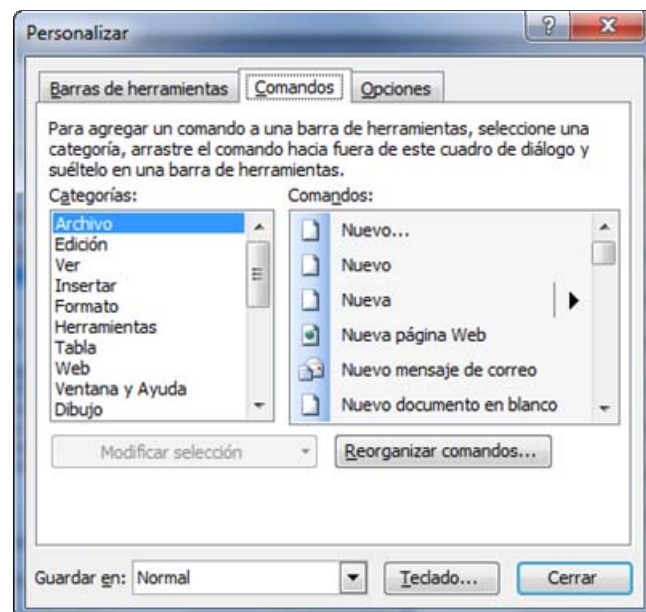 Personalizar
Barras de herramientas
Comandos
Opciones
Para agregar un comando a una barra de herramientas, seleccione una
categoría, arrastre el comando hacia fuera de este cuadro de diálogo y
suéltelo en una barra de herramientas.
Categorías:
Archivo
Edición
Ver
Insertar
Formato
Herramientas
Tabla
Web
Ventana y Ayuda
Dibujo
Comandos:
Nuevo...
Nuevo
Nueva
Nueva página Web
Nuevo mensaje de correo
Nuevo documento en blanco
Modificar selección
Reorganizar comandos...
Guardar en: Normal
Teclado...
Cerrar